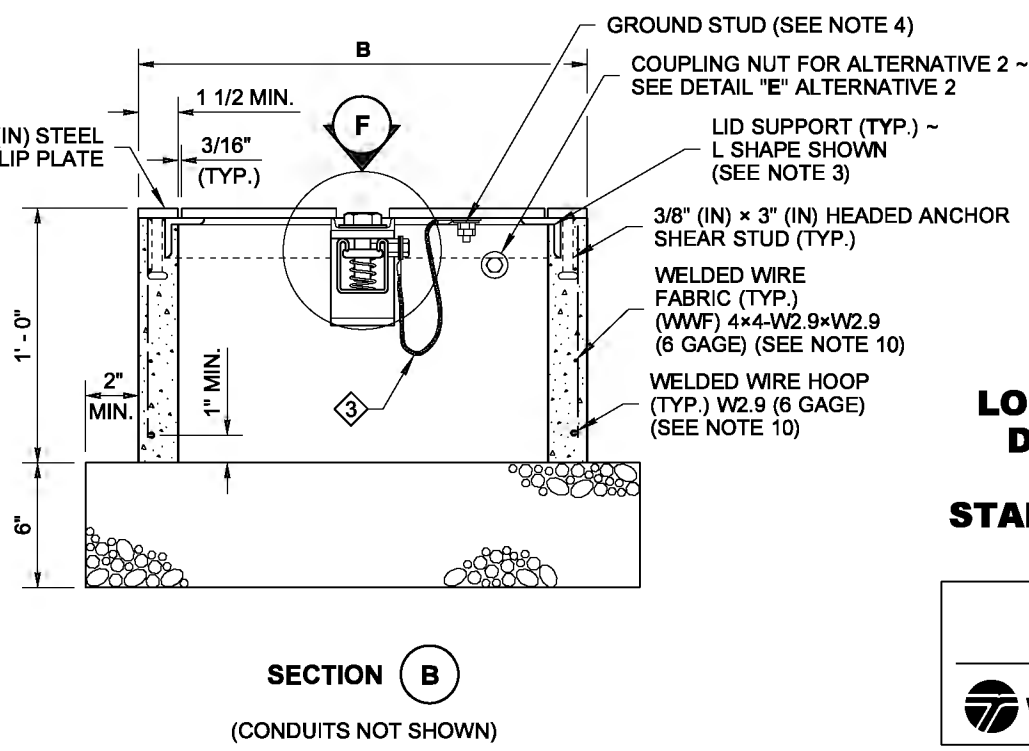 GROUND STUD (SEE NOTE 4)
B
COUPLING NUT FOR ALTERNATIVE 2 ~
SEE DETAIL "E" ALTERNATIVE 2
1 1/2 MIN.
F
LID SUPPORT (TYP.) ~
L SHAPE SHOWN
(SEE NOTE 3)
(IN) STEEL
LIP PLATE
3/16"
(TYP.)
3/8" (IN) × 3" (IN) HEADED ANCHOR
SHEAR STUD (TYP.)
WELDED WIRE
FABRIC (TYP.)
(WWF) 4×4-W2.9×W2.9
(6 GAGE) (SEE NOTE 10)
1' - 0"
2"
MIN.
1" MIN.
3
WELDED WIRE HOOP
(TYP.) W2.9 (6 GAGE)
(SEE NOTE 10)
LO
D
6"
STA
SECTION B
(CONDUITS NOT SHOWN)